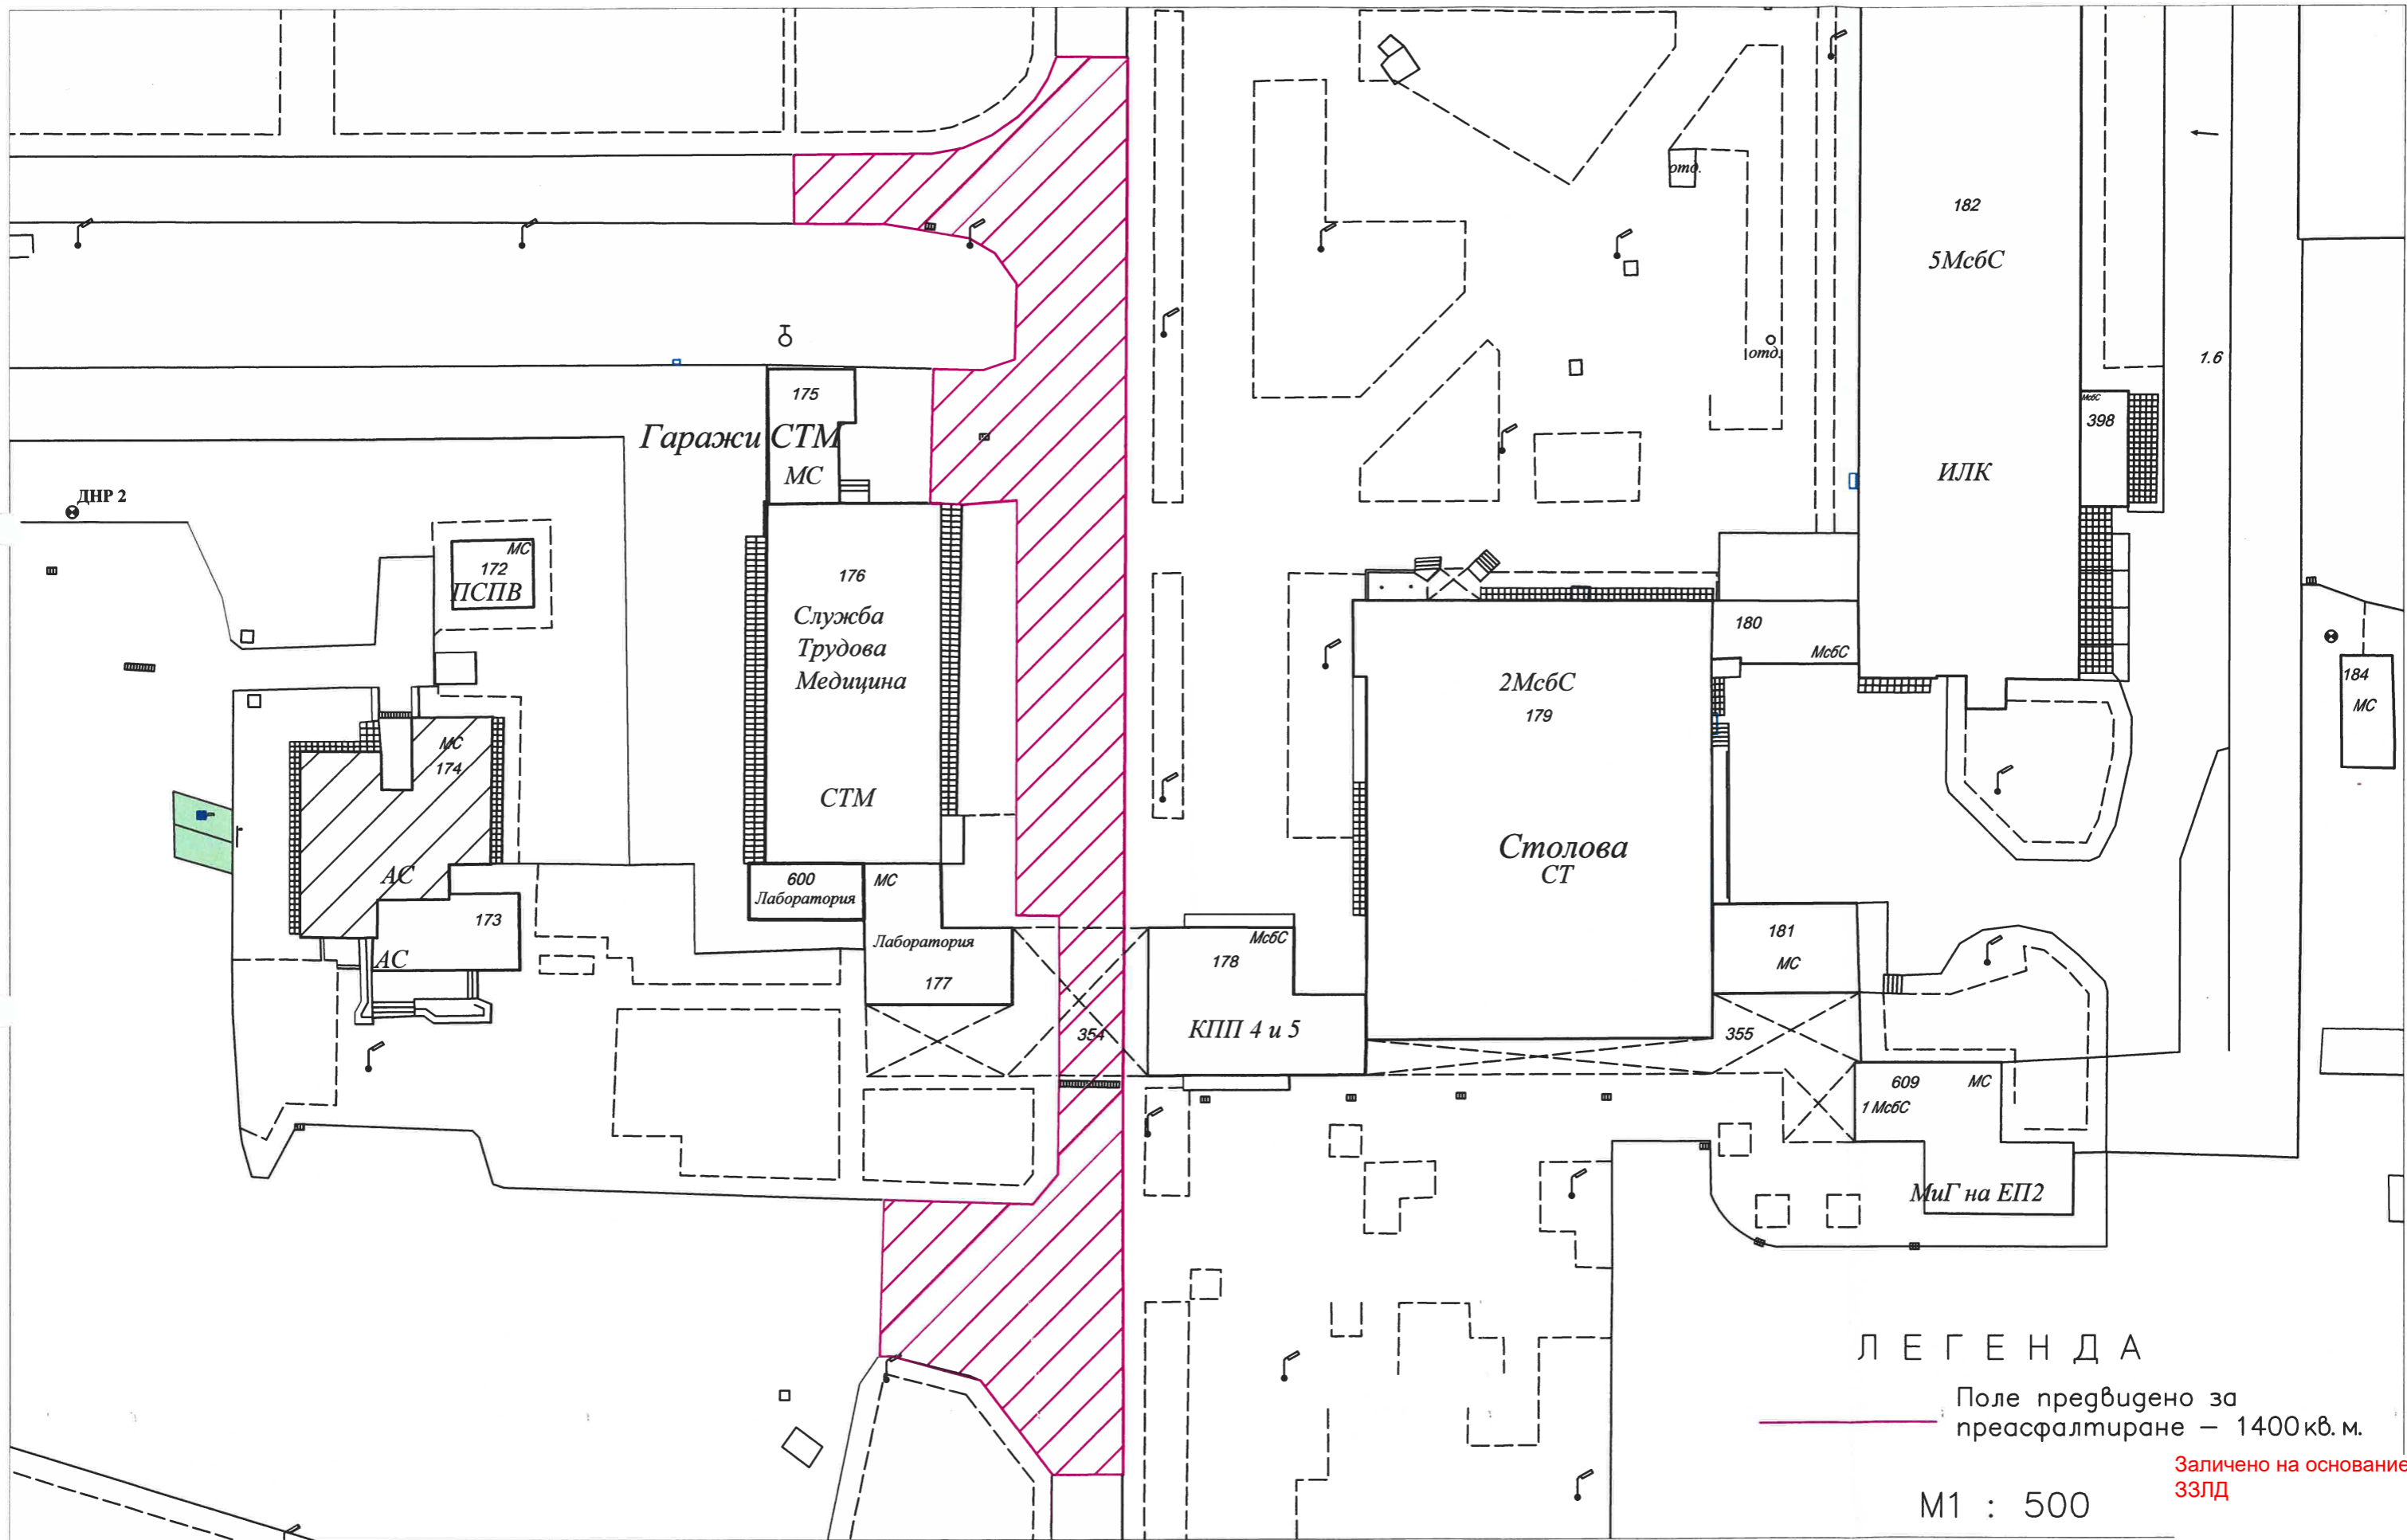 отд.
182
5МсбС
отд.
1.6
175
МсбС
398
Гаражи СТМ
МС
ИЛК
ДНР 2
МС
172
ПСПВ
176
Служба
Трудова
Медицина
180
МсбС
2МсбС
179
184
МС
МС
174
СТМ
Столова
СТ
АС
600
Лаборатория
МС
173
АС
Лаборатория
177
МсбС
178
181
МС
354
КПП 4 и 5
355
609
МС
1 МсбС
МиГ на ЕП2
ЛЕГЕНДА
Поле предвидено за
преасфалтиране – 1400кв.м.
Заличено на основание
ЗЗЛД
М1 : 500